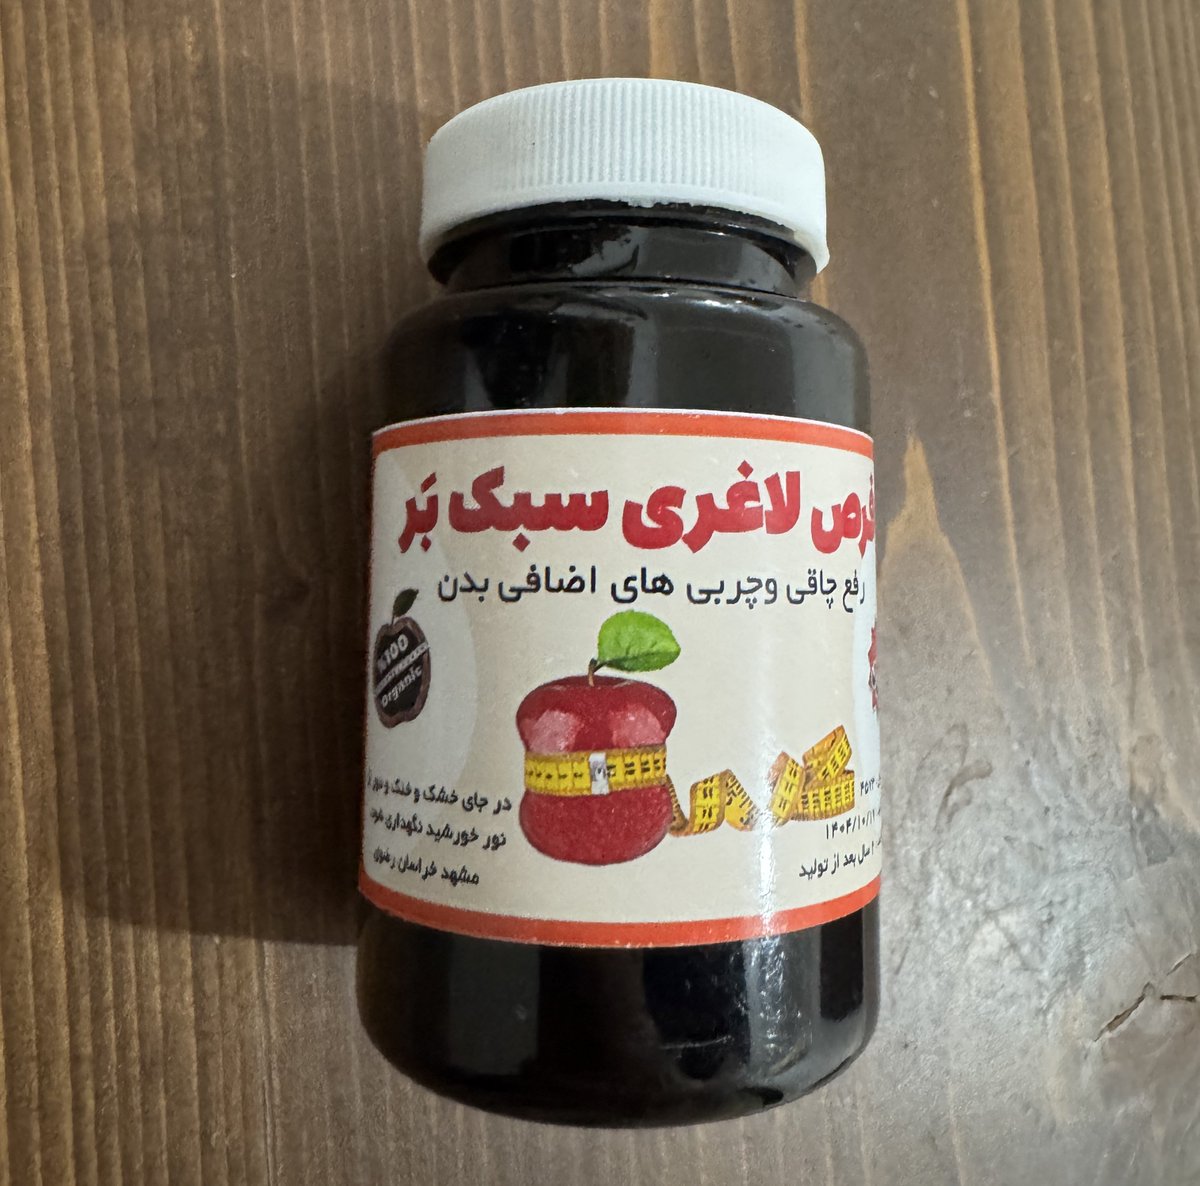 قرص لاغری سبک بَر
رفع چاقی وچربی های اضافی بدن
%100
Organic
در جای خشک و خنک و دور از
نور خورشید نگهداری شود
مشهد خراسان رضوی
۱۴۰۴/۱۰/۱
سال بعد از تولید